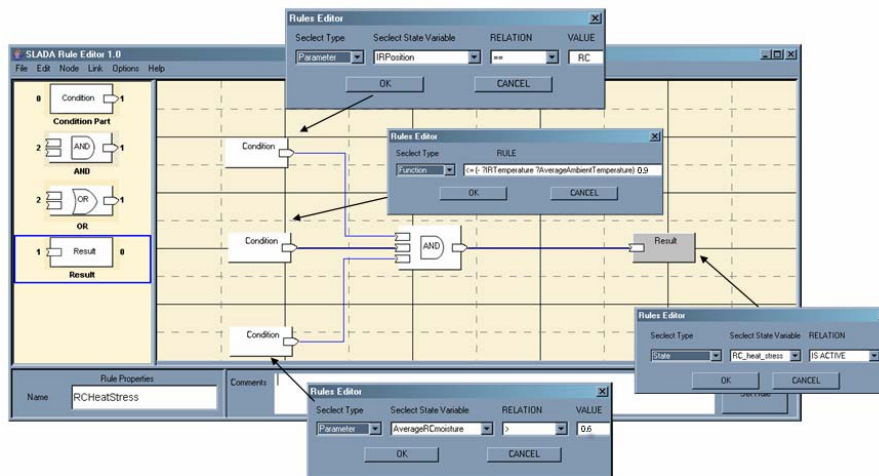 Rules Editor
Seclect Type Seclect State Variable RELATION VALUE
Parameter IRPosition == RC
OK CANCEL
SLADA Rule Editor 1.0
File Edit Node Link Options Help
0 Condition 1
Condition Part
2 AND 1
AND
2 OR 1
OR
1 Result 0
Result
Condition
Rules Editor
Seclect Type RULE
Function <= (- ?IRTemperature ?AverageAmbientTemperature) 0.9
OK CANCEL
Condition
AND
Result
Condition
Rules Editor
Seclect Type Seclect State Variable RELATION
State RC_heat_stress IS ACTIVE
OK CANCEL
Rule Properties
Name RCHeatStress
Comments
Rules Editor
Seclect Type Seclect State Variable RELATION VALUE
Parameter AverageRCmoisture > 0.6
OK CANCEL